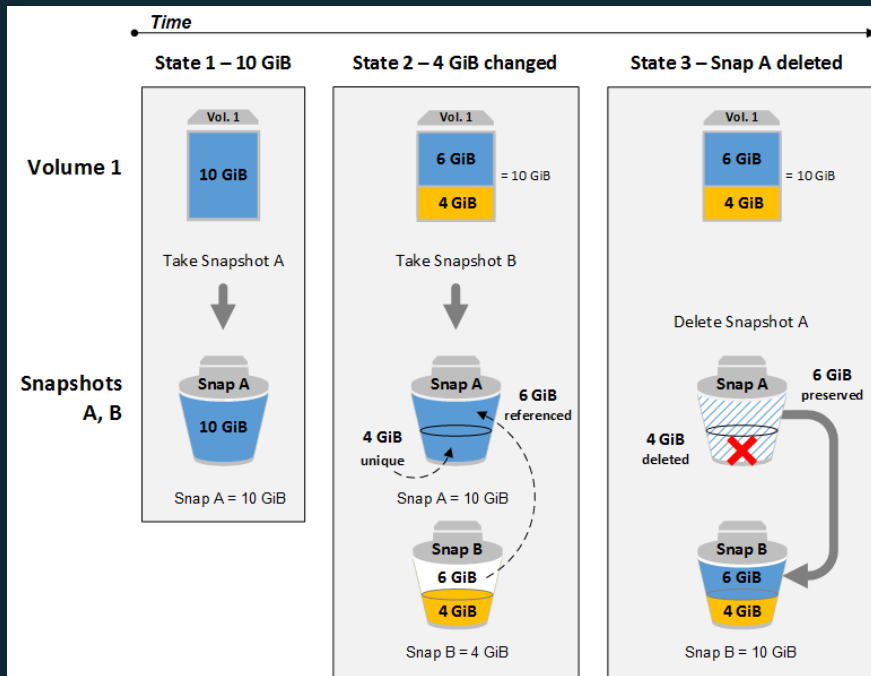 Time
State 1 – 10 GiB
State 2 – 4 GiB changed
State 3 – Snap A deleted
Volume 1
Vol. 1
10 GiB
Vol. 1
6 GiB
4 GiB
= 10 GiB
Vol. 1
6 GiB
4 GiB
= 10 GiB
Take Snapshot A
Take Snapshot B
Delete Snapshot A
Snapshots
A, B
Snap A
10 GiB
Snap A = 10 GiB
Snap A
6 GiB
referenced
4 GiB
unique
Snap A = 10 GiB
Snap B
6 GiB
4 GiB
Snap B = 4 GiB
Snap A
6 GiB
preserved
4 GiB
deleted
Snap B
6 GiB
4 GiB
Snap B = 10 GiB